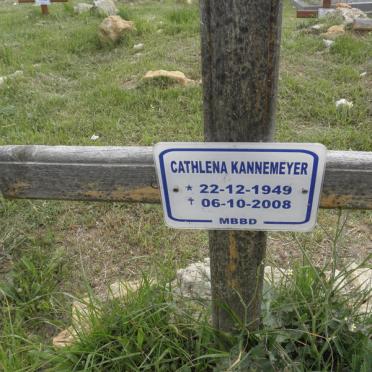 CATHLENA KANNEMEYER
* 22-12-1949
† 06-10-2008
MBBD